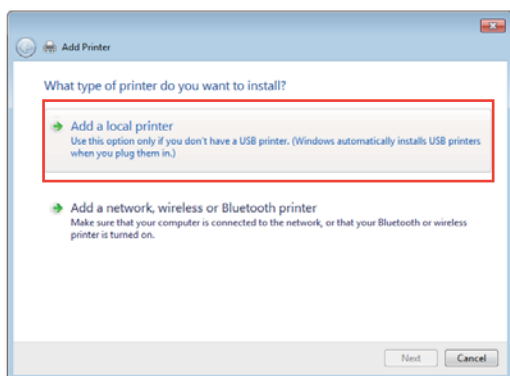 Add Printer
What type of printer do you want to install?
Add a local printer
Use this option only if you don't have a USB printer. (Windows automatically installs USB printers
when you plug them in.)
Add a network, wireless or Bluetooth printer
Make sure that your computer is connected to the network, or that your Bluetooth or wireless
printer is turned on.
Next Cancel